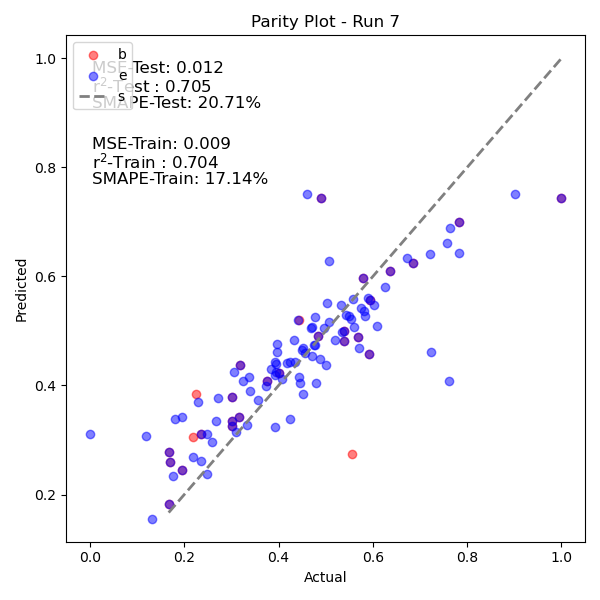 Parity Plot - Run 7
b
e
s
MSE-Test: 0.012
r²-Test : 0.705
SMAPE-Test: 20.71%
MSE-Train: 0.009
r²-Train : 0.704
SMAPE-Train: 17.14%
1.0
0.8
0.6
0.4
0.2
Predicted
0.0 0.2 0.4 0.6 0.8 1.0
Actual